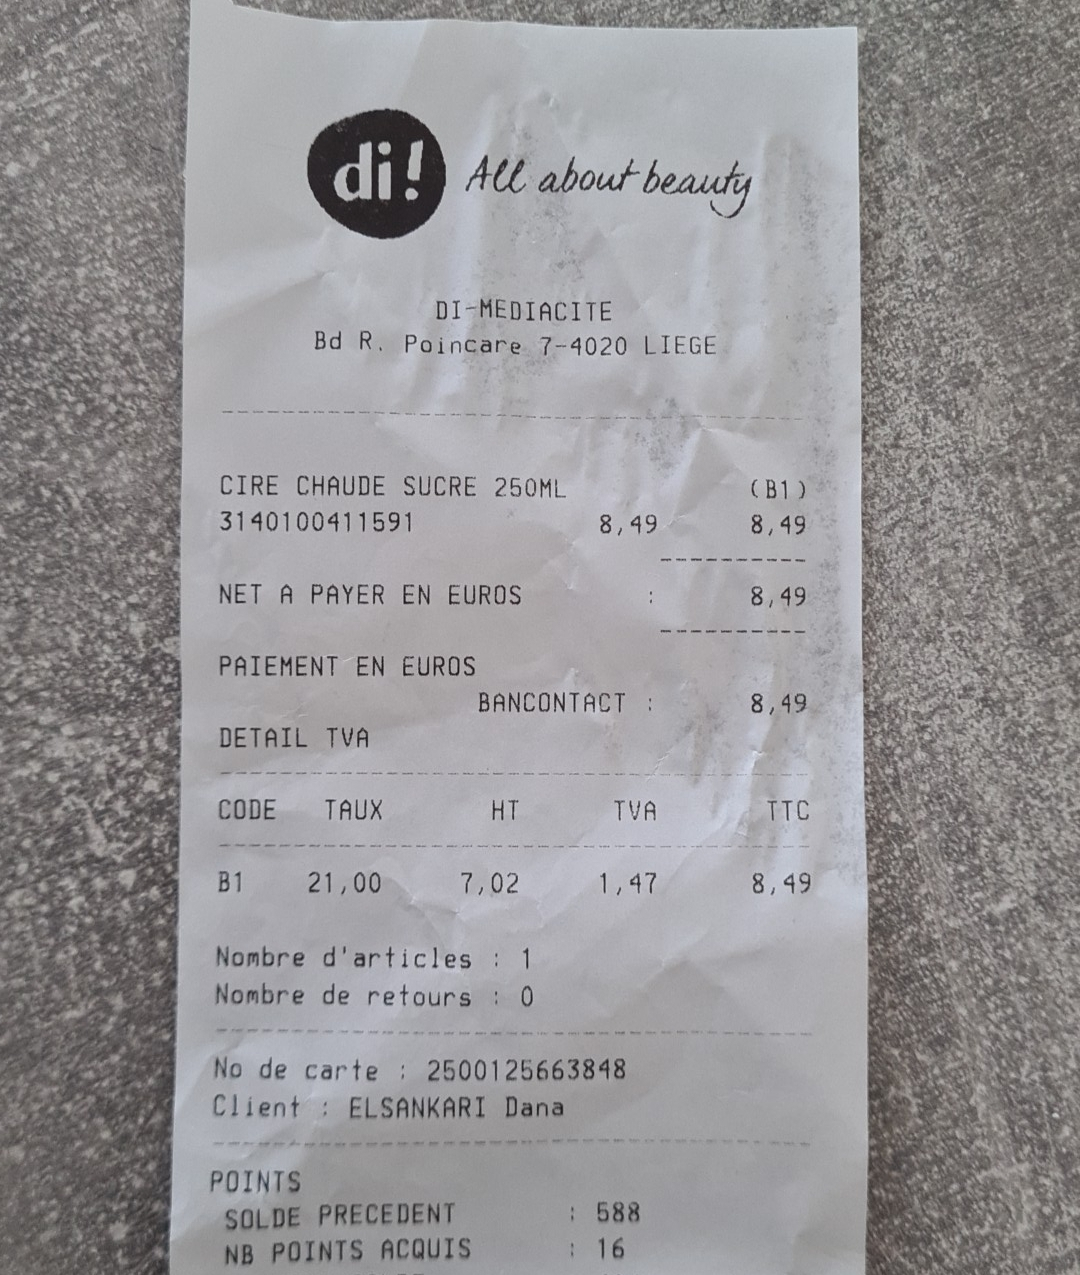 di! All about beauty
DI-MEDIACITE
Bd R. Poincare 7-4020 LIEGE
CIRE CHAUDE SUCRE 250ML (B1)
3140100411591 8,49 8,49
NET A PAYER EN EUROS : 8,49
PAIEMENT EN EUROS
BANCONTACT : 8,49
DETAIL TVA
CODE TAUX HT TVA TTC
B1 21,00 7,02 1,47 8,49
Nombre d'articles : 1
Nombre de retours : 0
No de carte : 2500125663848
Client : ELSANKARI Dana
POINTS
SOLDE PRECEDENT : 588
NB POINTS ACQUIS : 16